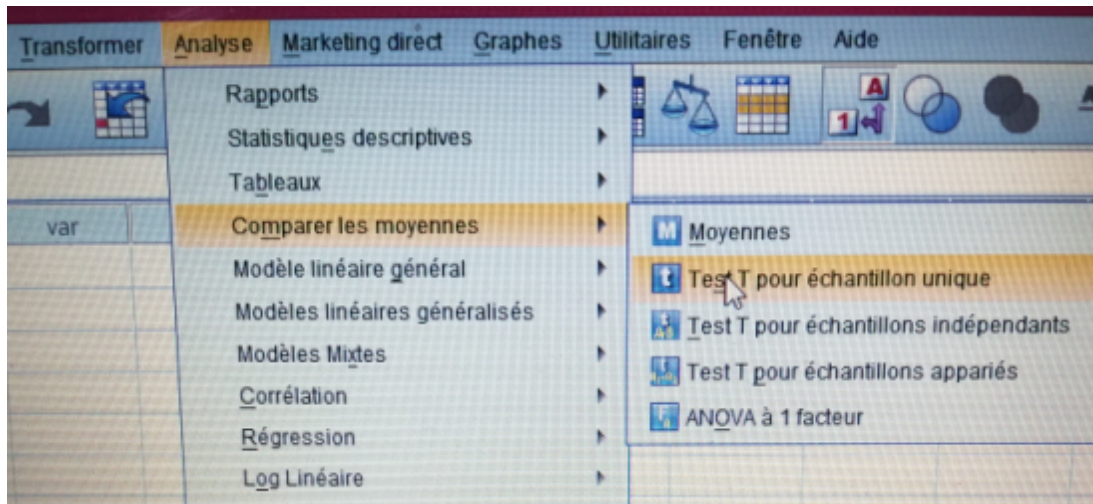 Transformer Analyse Marketing direct Graphes Utilitaires Fenêtre Aide
Rapports
Statistiques descriptives
Tableaux
var
Comparer les moyennes
Modèle linéaire général
Modèles linéaires généralisés
Modèles Mixtes
Corrélation
Régression
Log Linéaire
A
1
M Moyennes
t Test T pour échantillon unique
Test T pour échantillons indépendants
Test T pour échantillons appariés
ANOVA à 1 facteur